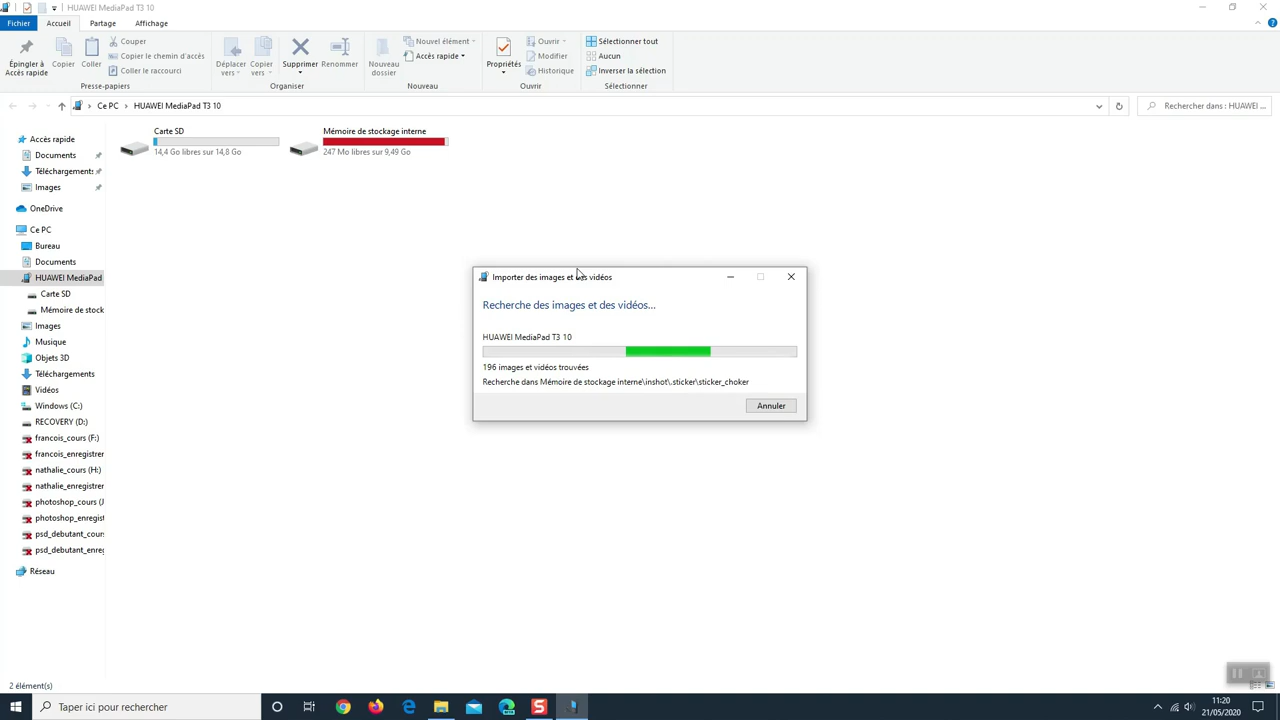 HUAWEI MediaPad T3 10
Fichier Accueil Partage Affichage
Épingler à Accès rapide
Copier
Coller
Couper
Copier le chemin d'accès
Coller le raccourci
Presse-papiers
Déplacer vers
Copier vers
Supprimer
Renommer
Organiser
Nouveau dossier
Nouvel élément
Accès rapide
Nouveau
Propriétés
Ouvrir
Modifier
Historique
Ouvrir
Sélectionner tout
Aucun
Inverser la sélection
Sélectionner
Ce PC > HUAWEI MediaPad T3 10
Rechercher dans : HUAWEI ...
Accès rapide
Documents
Téléchargements
Images
OneDrive
Ce PC
Bureau
Documents
HUAWEI MediaPad
Carte SD
Mémoire de stock
Images
Musique
Objets 3D
Téléchargements
Vidéos
Windows (C:)
RECOVERY (D:)
francois_cours (F:)
francois_enregistrer
nathalie_cours (H:)
nathalie_enregistrer
photoshop_cours (J
photoshop_enregist
psd_debutant_cours
psd_debutant_enreg
Réseau
Carte SD
14,4 Go libres sur 14,8 Go
Mémoire de stockage interne
247 Mo libres sur 9,49 Go
Importer des images et des vidéos
Recherche des images et des vidéos...
HUAWEI MediaPad T3 10
196 images et vidéos trouvées
Recherche dans Mémoire de stockage interne\inshot\.sticker\sticker_choker
Annuler
2 élément(s)
Taper ici pour rechercher
11:20
21/05/2020